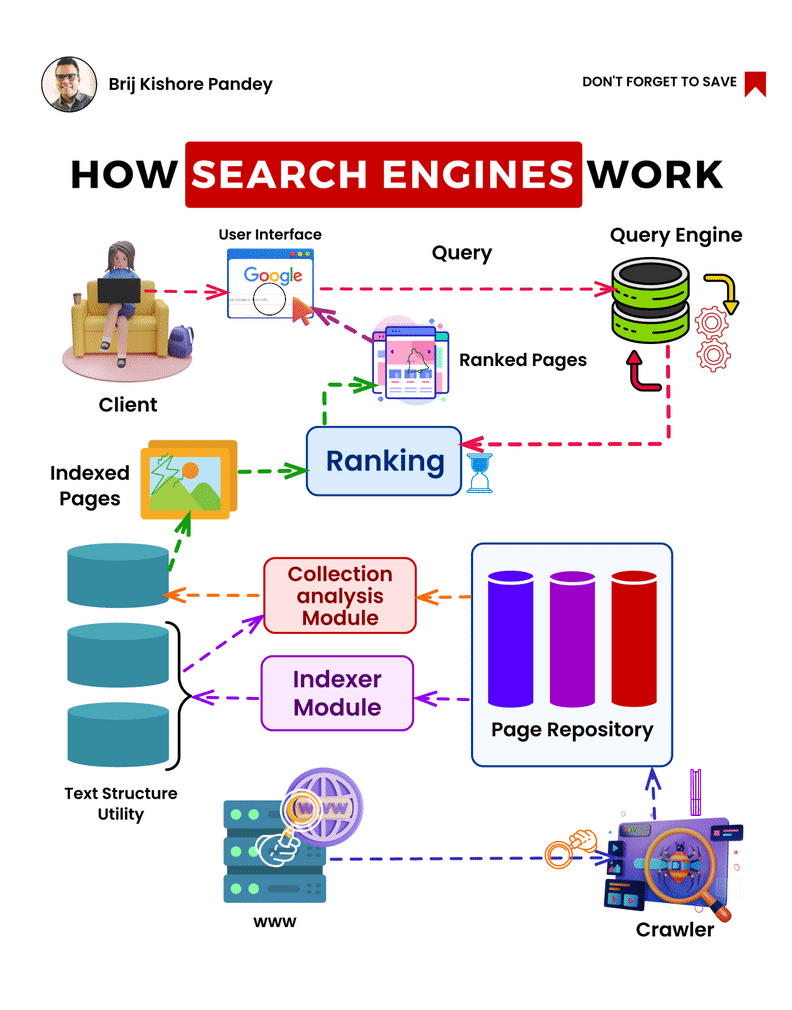 Brij Kishore Pandey
DON'T FORGET TO SAVE
HOW SEARCH ENGINES WORK
User Interface
Query
Query Engine
Google
Ranked Pages
Client
Ranking
Indexed
Pages
Collection
analysis
Module
Indexer
Module
Page Repository
Text Structure
Utility
WWW
www
Crawler